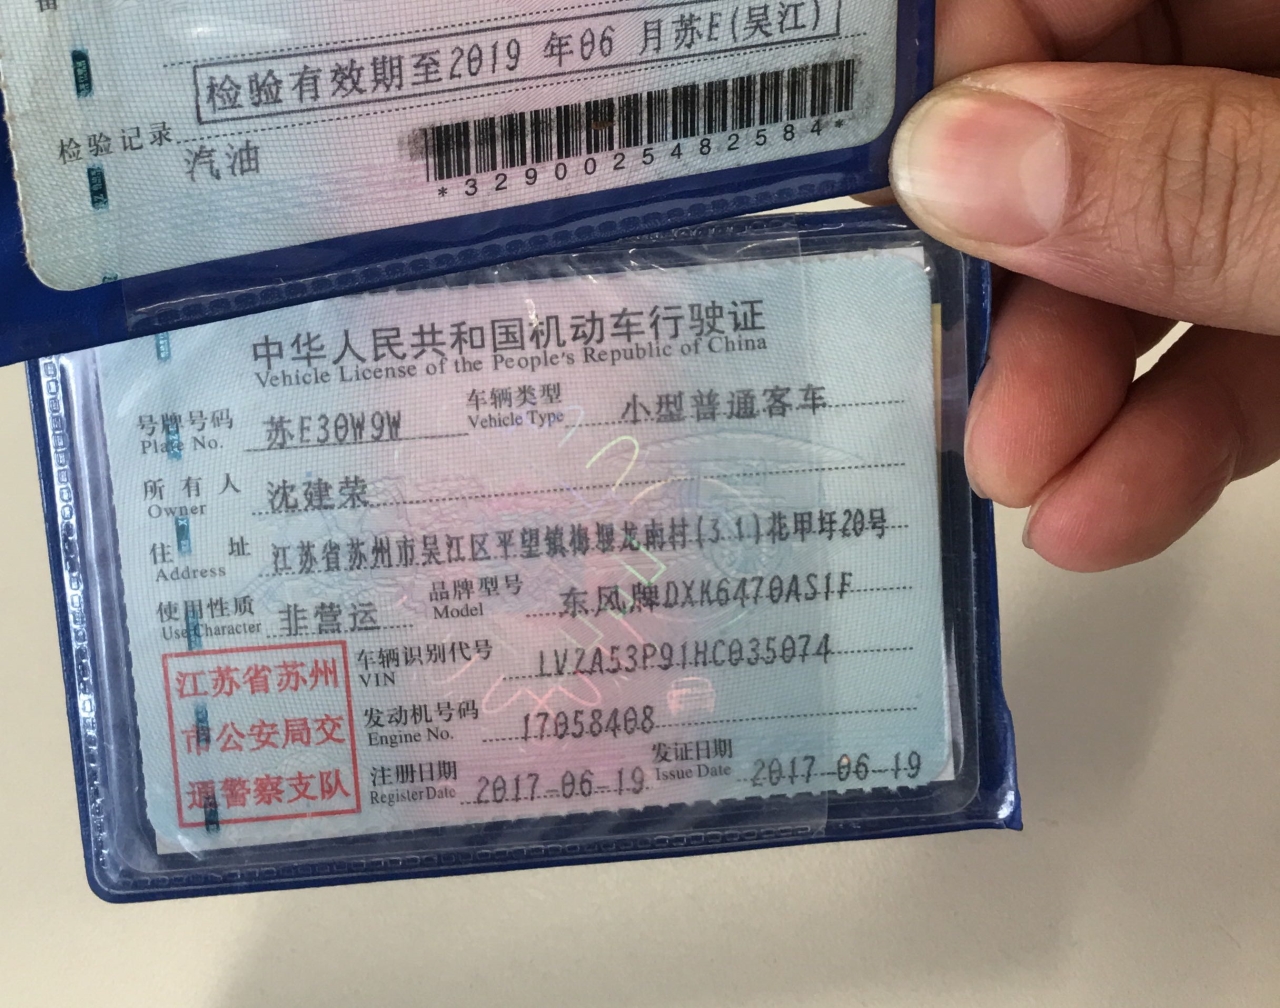 检验有效期至2019 年06 月苏E(吴江)
检验记录
汽油
*3290025482584*
中华人民共和国机动车行驶证
Vehicle License of the People's Republic of China
号牌号码 苏E30W9W 车辆类型 小型普通客车
Plate No. Vehicle Type
所有人 沈建荣
Owner
住址 江苏省苏州市吴江区平望镇梅堰龙南村(3.1)花甲圩20号
Address
使用性质 非营运 品牌型号 东风牌DXK6470AS1F
Use Character Model
车辆识别代号 LVZA53P91HC035074
VIN
发动机号码 17058408
Engine No.
注册日期 2017-06-19 发证日期 2017-06-19
Register Date Issue Date
江苏省苏州
市公安局交
通警察支队